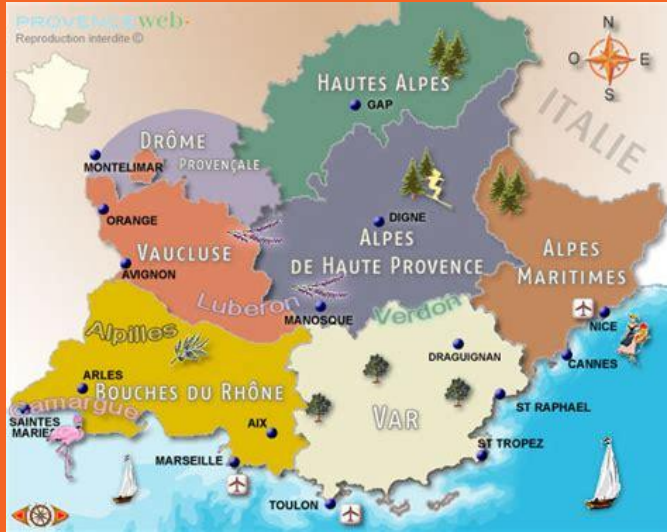 PROVENCE web
Reproduction interdite ©
N
O E
S
ITALIE
HAUTES ALPES
GAP
DRÔME
PROVENÇALE
MONTELIMAR
ORANGE
VAUCLUSE
AVIGNON
DIGNE
ALPES
DE HAUTE PROVENCE
ALPES
MARITIMES
Luberon
MANOSQUE
Verdon
NICE
Alpilles
DRAGUIGNAN
CANNES
ARLES
BOUCHES DU RHÔNE
Camargue
SAINTES
MARIES
AIX
VAR
ST RAPHAEL
ST TROPEZ
MARSEILLE
TOULON